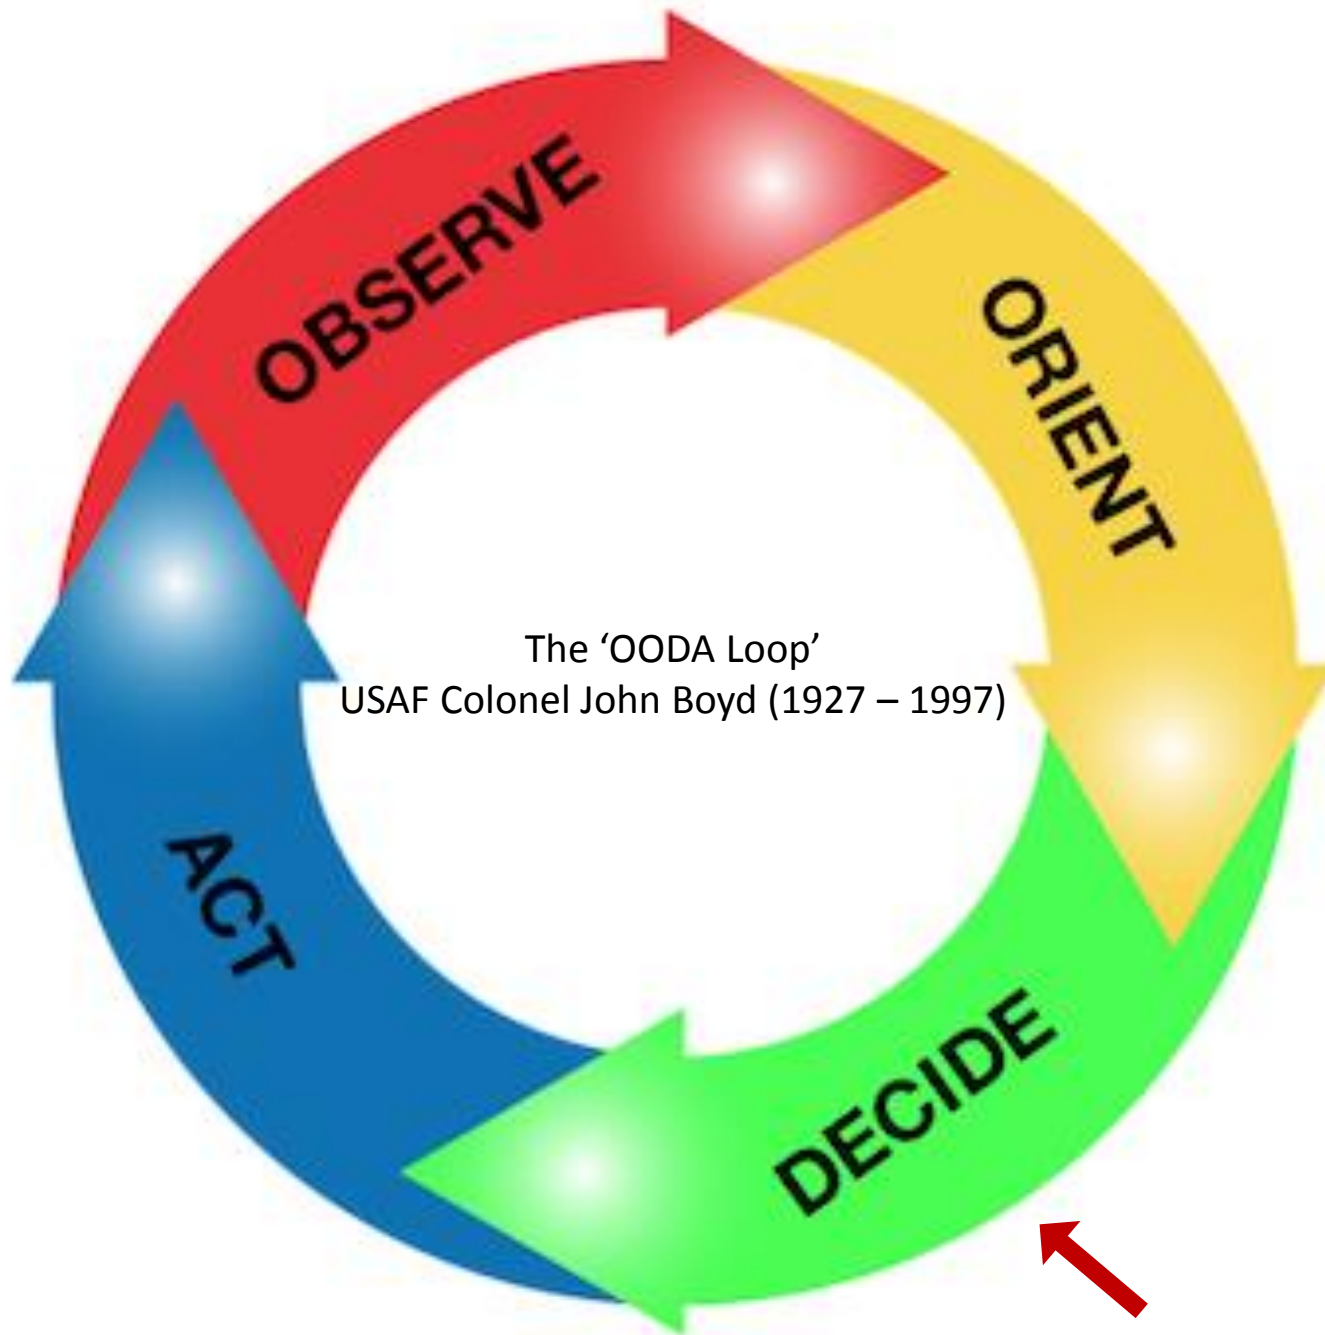 OBSERVE
ORIENT
The ‘OODA Loop’
USAF Colonel John Boyd (1927 – 1997)
ACT
DECIDE